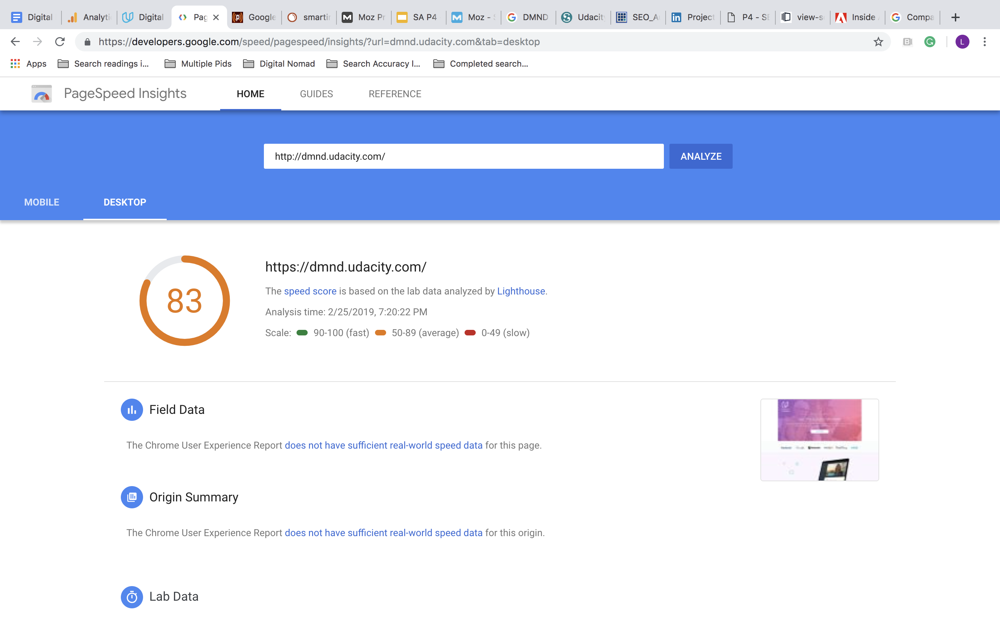 Digital Analyti Digital Pag Google smartin Moz Pr SA P4 Moz - DMND Udacity SEO_A Project P4 - SE view-s Inside Compa
https://developers.google.com/speed/pagespeed/insights/?url=dmnd.udacity.com&tab=desktop
L
Apps Search readings i... Multiple Pids Digital Nomad Search Accuracy I... Completed search...
PageSpeed Insights HOME GUIDES REFERENCE
http://dmnd.udacity.com/ ANALYZE
MOBILE DESKTOP
83
https://dmnd.udacity.com/
The speed score is based on the lab data analyzed by Lighthouse.
Analysis time: 2/25/2019, 7:20:22 PM
Scale: 90-100 (fast) 50-89 (average) 0-49 (slow)
Field Data
The Chrome User Experience Report does not have sufficient real-world speed data for this page.
Origin Summary
The Chrome User Experience Report does not have sufficient real-world speed data for this origin.
Lab Data